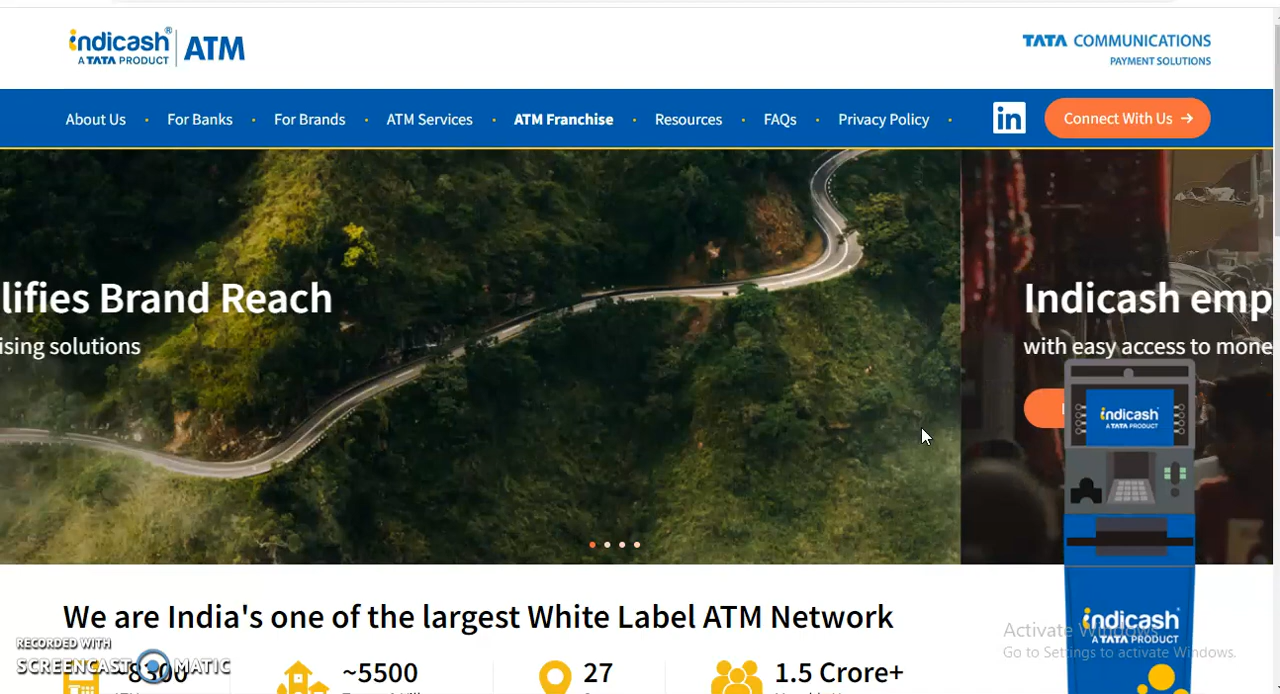 indicash® ATM
A TATA PRODUCT
TATA COMMUNICATIONS
PAYMENT SOLUTIONS
About Us • For Banks • For Brands • ATM Services • ATM Franchise • Resources • FAQs • Privacy Policy • in Connect With Us →
lifies Brand Reach
ising solutions
Indicash emp
with easy access to mone
indicash
A TATA PRODUCT
We are India's one of the largest White Label ATM Network
indicash
A TATA PRODUCT
Activate Windows
Go to Settings to activate Windows.
RECORDED WITH
SCREENCAST MATIC
~8300
~5500
27
1.5 Crore+